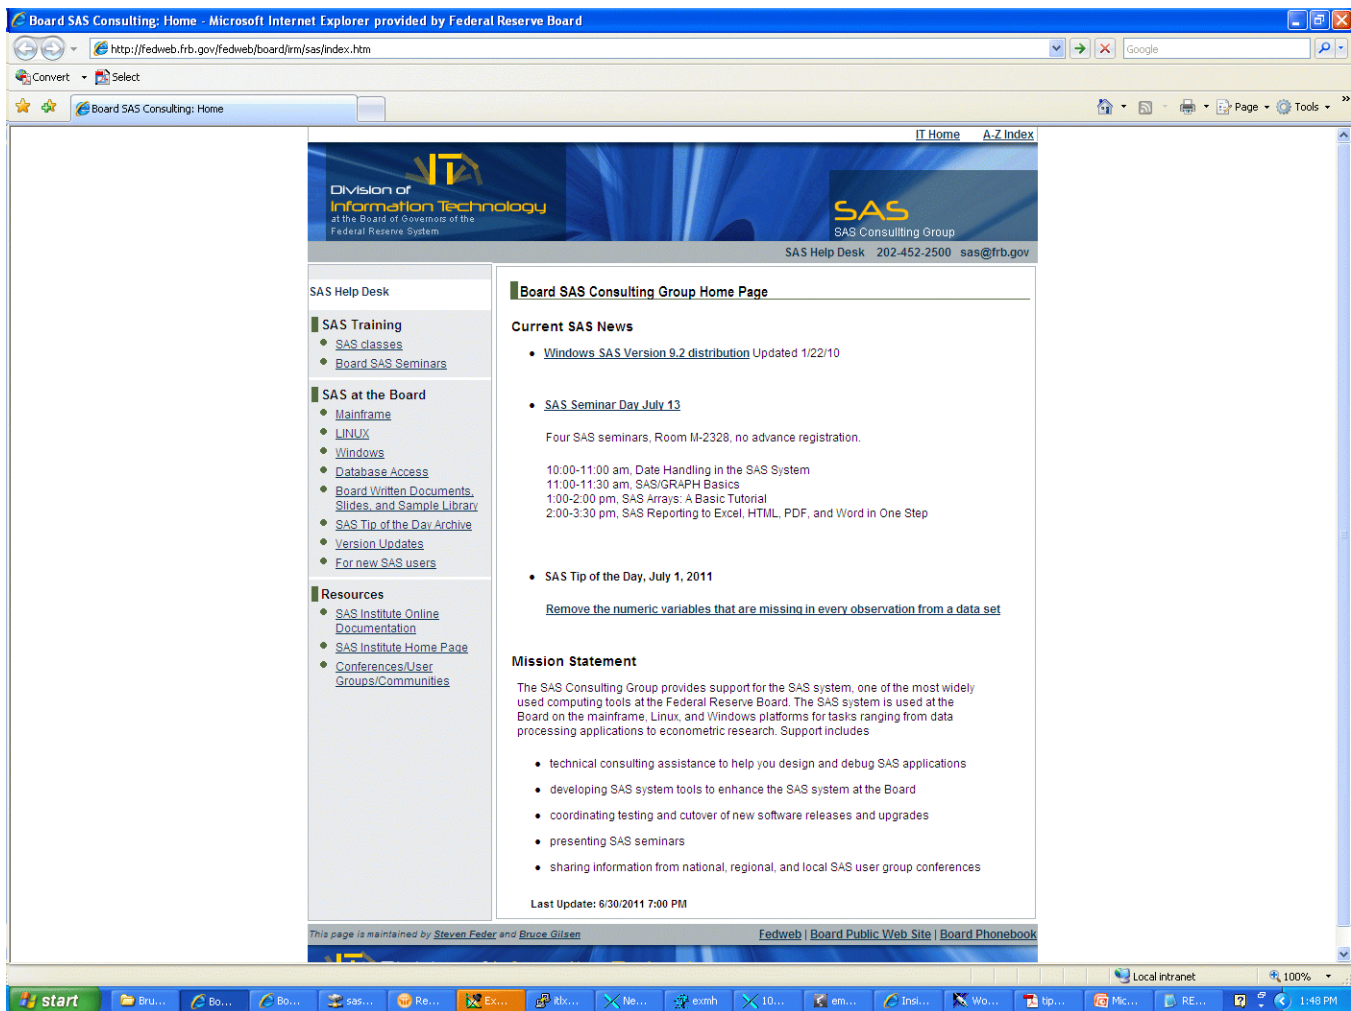 Board SAS Consulting: Home - Microsoft Internet Explorer provided by Federal Reserve Board
http://fedweb.frb.gov/fedweb/board/irm/sas/index.htm
Google
Convert Select
Board SAS Consulting: Home
Page Tools
IT Home A-Z Index
Division of
Information Technology
at the Board of Governors of the
Federal Reserve System
SAS
SAS Consullting Group
SAS Help Desk 202-452-2500 sas@frb.gov
SAS Help Desk
SAS Training
SAS classes
Board SAS Seminars
SAS at the Board
Mainframe
LINUX
Windows
Database Access
Board Written Documents,
Slides, and Sample Library
SAS Tip of the Day Archive
Version Updates
For new SAS users
Resources
SAS Institute Online
Documentation
SAS Institute Home Page
Conferences/User
Groups/Communities
Board SAS Consulting Group Home Page
Current SAS News
Windows SAS Version 9.2 distribution Updated 1/22/10
SAS Seminar Day July 13
Four SAS seminars, Room M-2328, no advance registration.
10:00-11:00 am, Date Handling in the SAS System
11:00-11:30 am, SAS/GRAPH Basics
1:00-2:00 pm, SAS Arrays: A Basic Tutorial
2:00-3:30 pm, SAS Reporting to Excel, HTML, PDF, and Word in One Step
SAS Tip of the Day, July 1, 2011
Remove the numeric variables that are missing in every observation from a data set
Mission Statement
The SAS Consulting Group provides support for the SAS system, one of the most widely
used computing tools at the Federal Reserve Board. The SAS system is used at the
Board on the mainframe, Linux, and Windows platforms for tasks ranging from data
processing applications to econometric research. Support includes
technical consulting assistance to help you design and debug SAS applications
developing SAS system tools to enhance the SAS system at the Board
coordinating testing and cutover of new software releases and upgrades
presenting SAS seminars
sharing information from national, regional, and local SAS user group conferences
Last Update: 6/30/2011 7:00 PM
This page is maintained by Steven Feder and Bruce Gilsen
Fedweb | Board Public Web Site | Board Phonebook
Local intranet 100%
start Bru... Bo... Bo... sas... Re... Ex... itlx... Ne... exmh 10... em... Insi... Wo... tip... Mic... RE... 1:48 PM